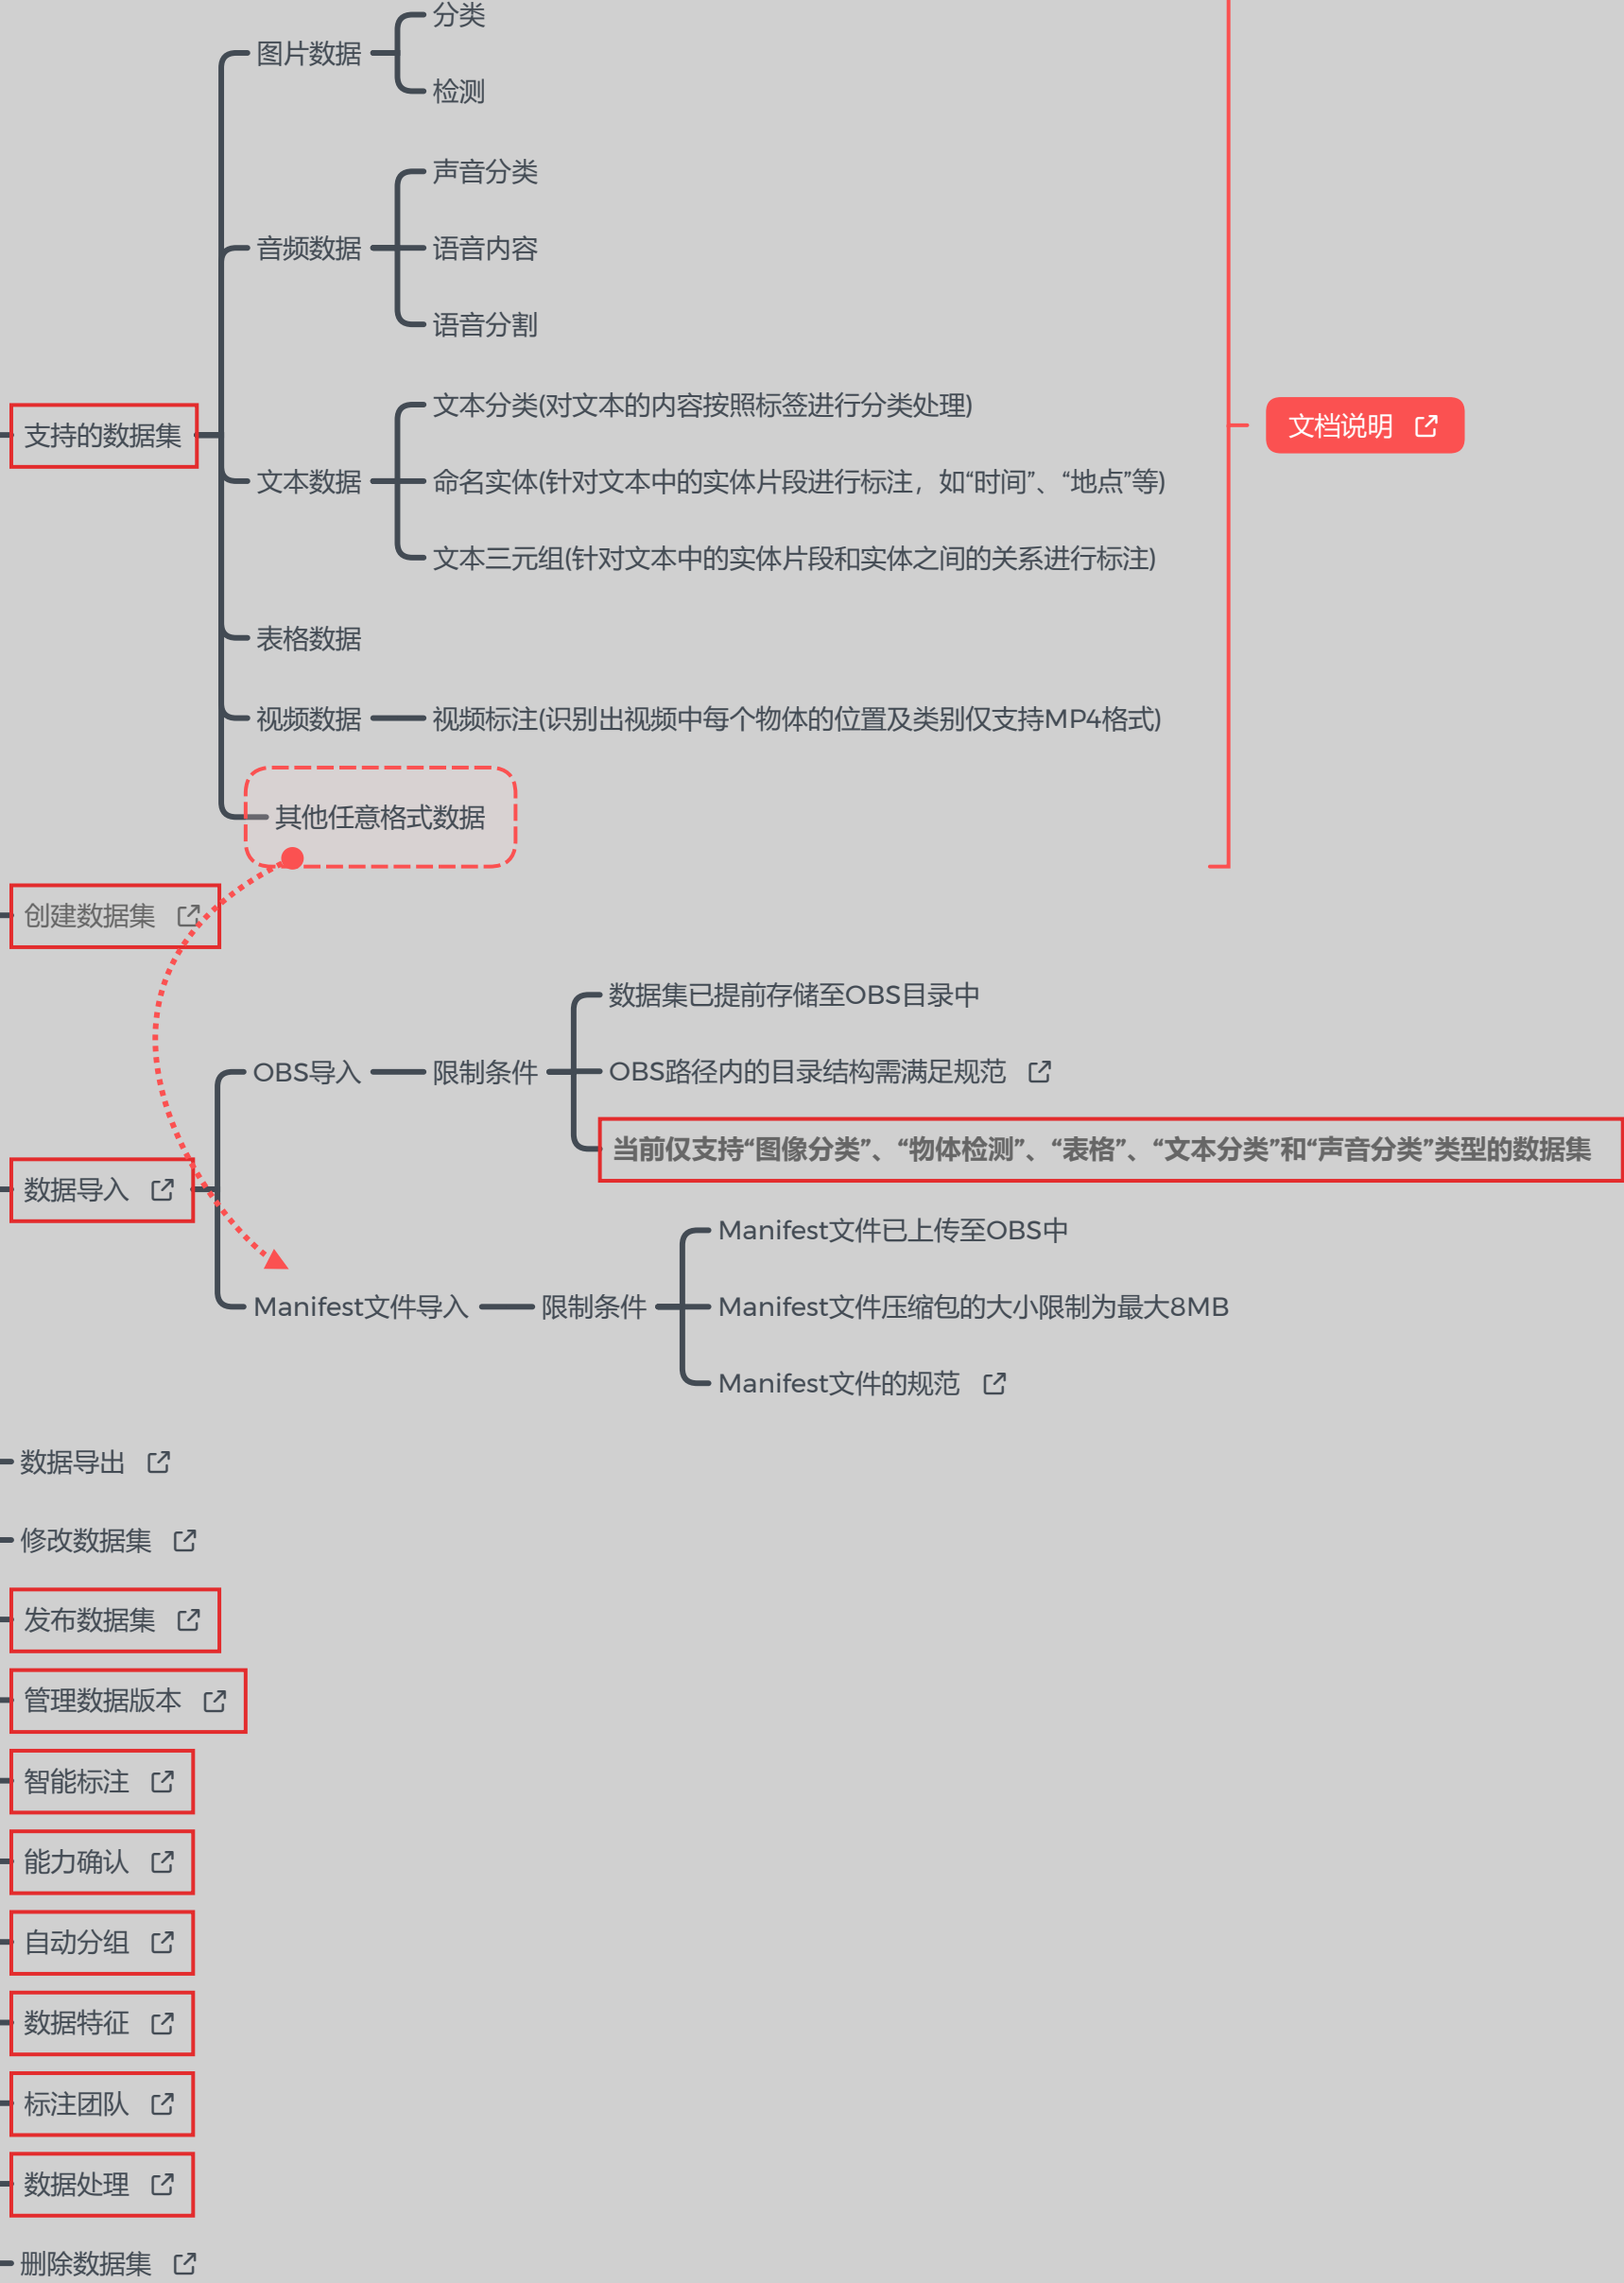 分类
图片数据
检测
声音分类
音频数据
语音内容
语音分割
文本分类(对文本的内容按照标签进行分类处理)
文档说明
支持的数据集
文本数据
命名实体(针对文本中的实体片段进行标注，如“时间”、“地点”等)
文本三元组(针对文本中的实体片段和实体之间的关系进行标注)
表格数据
视频数据
视频标注(识别出视频中每个物体的位置及类别仅支持MP4格式)
其他任意格式数据
创建数据集
数据集已提前存储至OBS目录中
OBS导入
限制条件
OBS路径内的目录结构需满足规范
当前仅支持“图像分类”、“物体检测”、“表格”、“文本分类”和“声音分类”类型的数据集
数据导入
Manifest文件已上传至OBS中
Manifest文件导入
限制条件
Manifest文件压缩包的大小限制为最大8MB
Manifest文件的规范
数据导出
修改数据集
发布数据集
管理数据版本
智能标注
能力确认
自动分组
数据特征
标注团队
数据处理
删除数据集